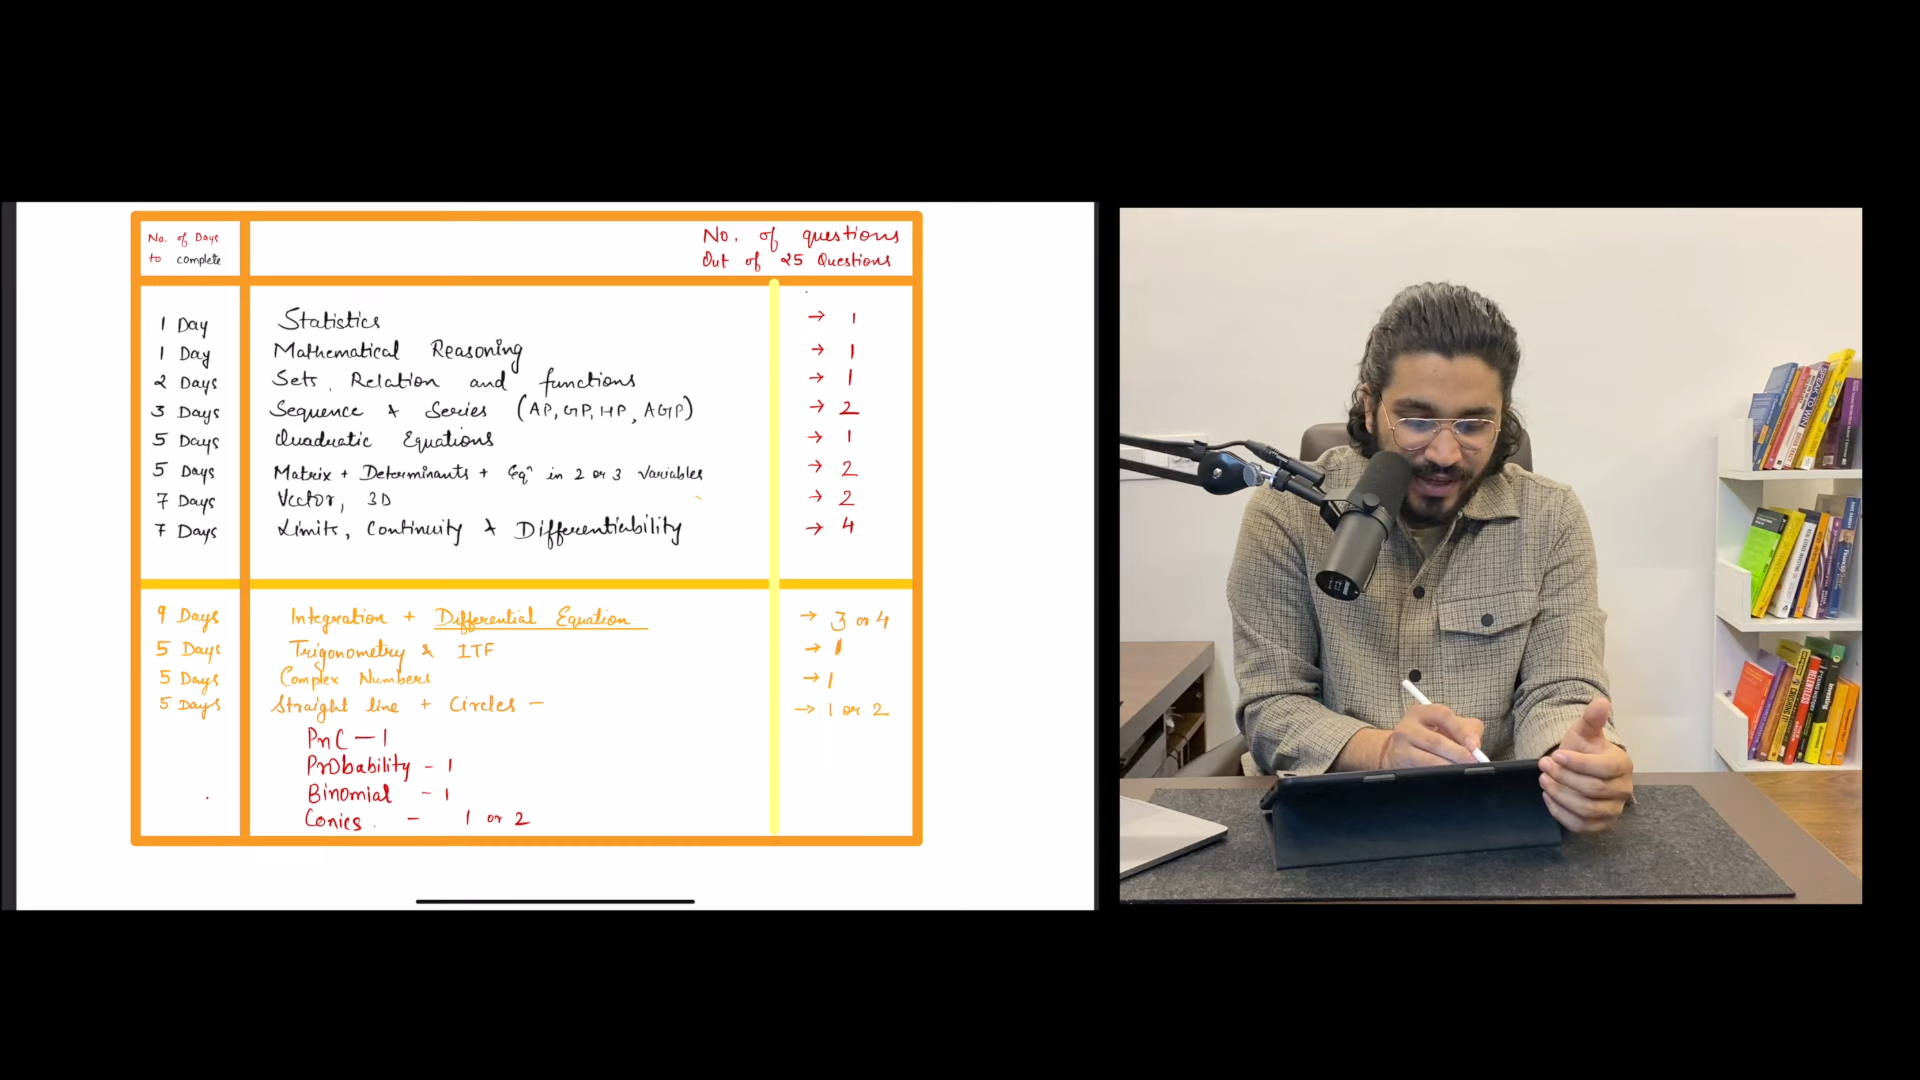 No. of Days
to complete
No. of questions
Out of 25 Questions
1 Day Statistics → 1
1 Day Mathematical Reasoning → 1
2 Days Sets, Relation and functions → 1
3 Days Sequence & Series (AP, GP, HP, AGP) → 2
5 Days Quadratic Equations → 1
5 Days Matrix + Determinants + Eqⁿ in 2 or 3 variables → 2
7 Days Vector, 3D → 2
7 Days Limits, Continuity & Differentiability → 4
9 Days Integration + Differential Equation → 3 or 4
5 Days Trigonometry & ITF → 1
5 Days Complex Numbers → 1
5 Days Straight line + Circles – → 1 or 2
PnC – 1
Probability – 1
Binomial – 1
Conics. – 1 or 2
SPEAK TO WIN